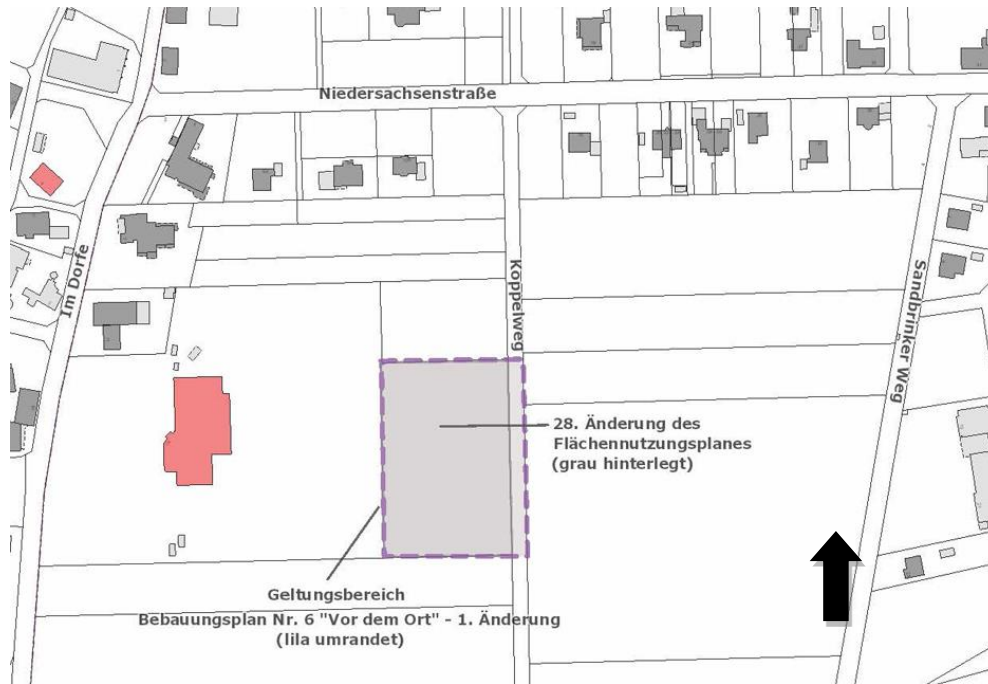 Niedersachsenstraße
Im Dorfe
Koppelweg
Sandbrinker Weg
28. Änderung des
Flächennutzungsplanes
(grau hinterlegt)
Geltungsbereich
Bebauungsplan Nr. 6 "Vor dem Ort" - 1. Änderung
(lila umrandet)